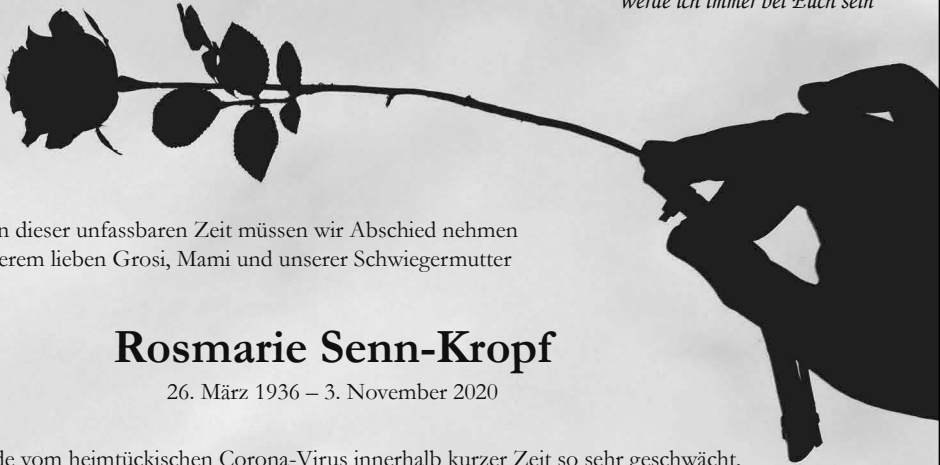 werde ich immer bei Euch sein
dieser unfassbaren Zeit müssen wir Abschied nehmen
lieben Grosi, Mami und unserer Schwiegermutter
Rosmarie Senn-Kropf
26. März 1936 – 3. November 2020
vom heimtückischen Corona-Virus innerhalb kurzer Zeit so sehr geschwächt,